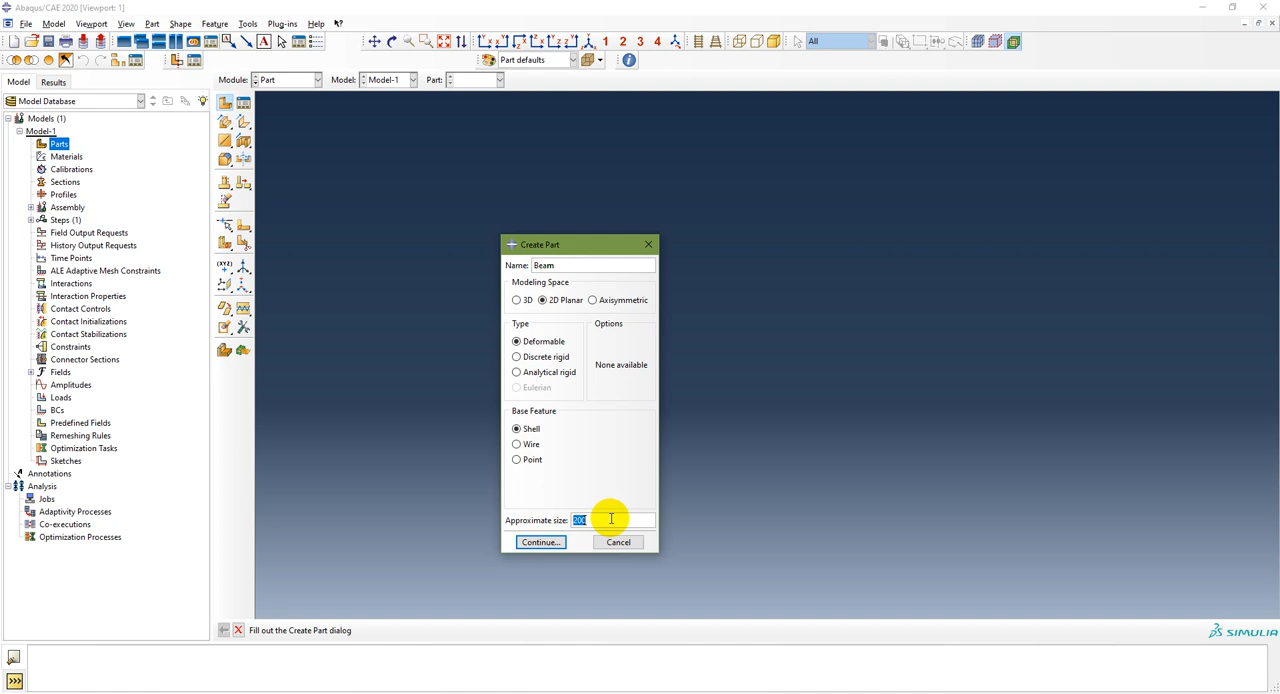 Abaqus/CAE 2020 [Viewport: 1]
File Model Viewport View Part Shape Feature Tools Plug-ins Help
All
1 2 3 4
Part defaults
Model Results
Module: Part Model: Model-1 Part:
Model Database
Models (1)
Model-1
Parts
Materials
Calibrations
Sections
Profiles
Assembly
Steps (1)
Field Output Requests
History Output Requests
Time Points
ALE Adaptive Mesh Constraints
Interactions
Interaction Properties
Contact Controls
Contact Initializations
Contact Stabilizations
Constraints
Connector Sections
Fields
Amplitudes
Loads
BCs
Predefined Fields
Remeshing Rules
Optimization Tasks
Sketches
Annotations
Analysis
Jobs
Adaptivity Processes
Co-executions
Optimization Processes
(XYZ)
Create Part
Name: Beam
Modeling Space
3D 2D Planar Axisymmetric
Type Options
Deformable
Discrete rigid
Analytical rigid
Eulerian
None available
Base Feature
Shell
Wire
Point
Approximate size: 200
Continue... Cancel
Fill out the Create Part dialog
SIMULIA
>>>